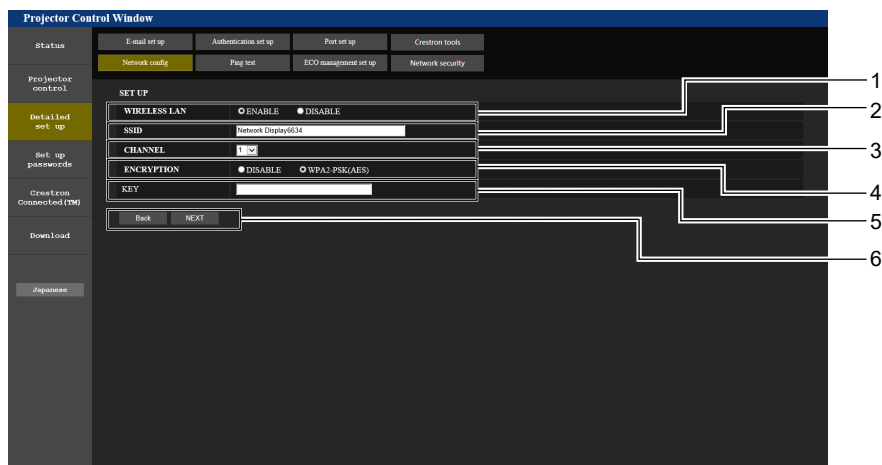 Projector Control Window
Status
E-mail set up
Authentication set up
Port set up
Crestron tools
Network config
Ping test
ECO management set up
Network security
Projector
control
Detailed
set up
Set up
passwords
Crestron
Connected(TM)
Download
Japanese
SET UP
WIRELESS LAN ENABLE DISABLE
SSID Network Display6634
CHANNEL 1
ENCRYPTION DISABLE WPA2-PSK(AES)
KEY
Back NEXT
1
2
3
4
5
6